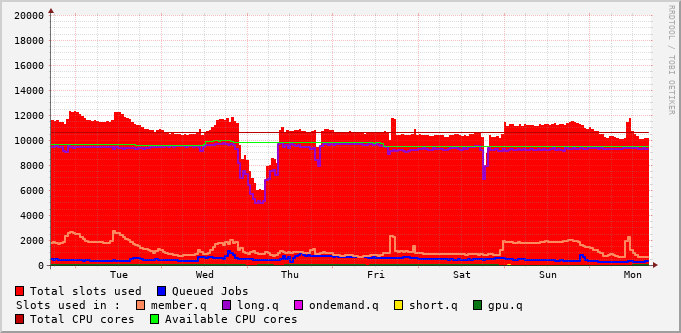 20000
18000
16000
14000
12000
10000
8000
6000
4000
2000
0
Tue Wed Thu Fri Sat Sun Mon
RRDTOOL / TOBI OETIKER
Total slots used Queued Jobs
Slots used in : member.q long.q ondemand.q short.q gpu.q
Total CPU cores
Available CPU cores